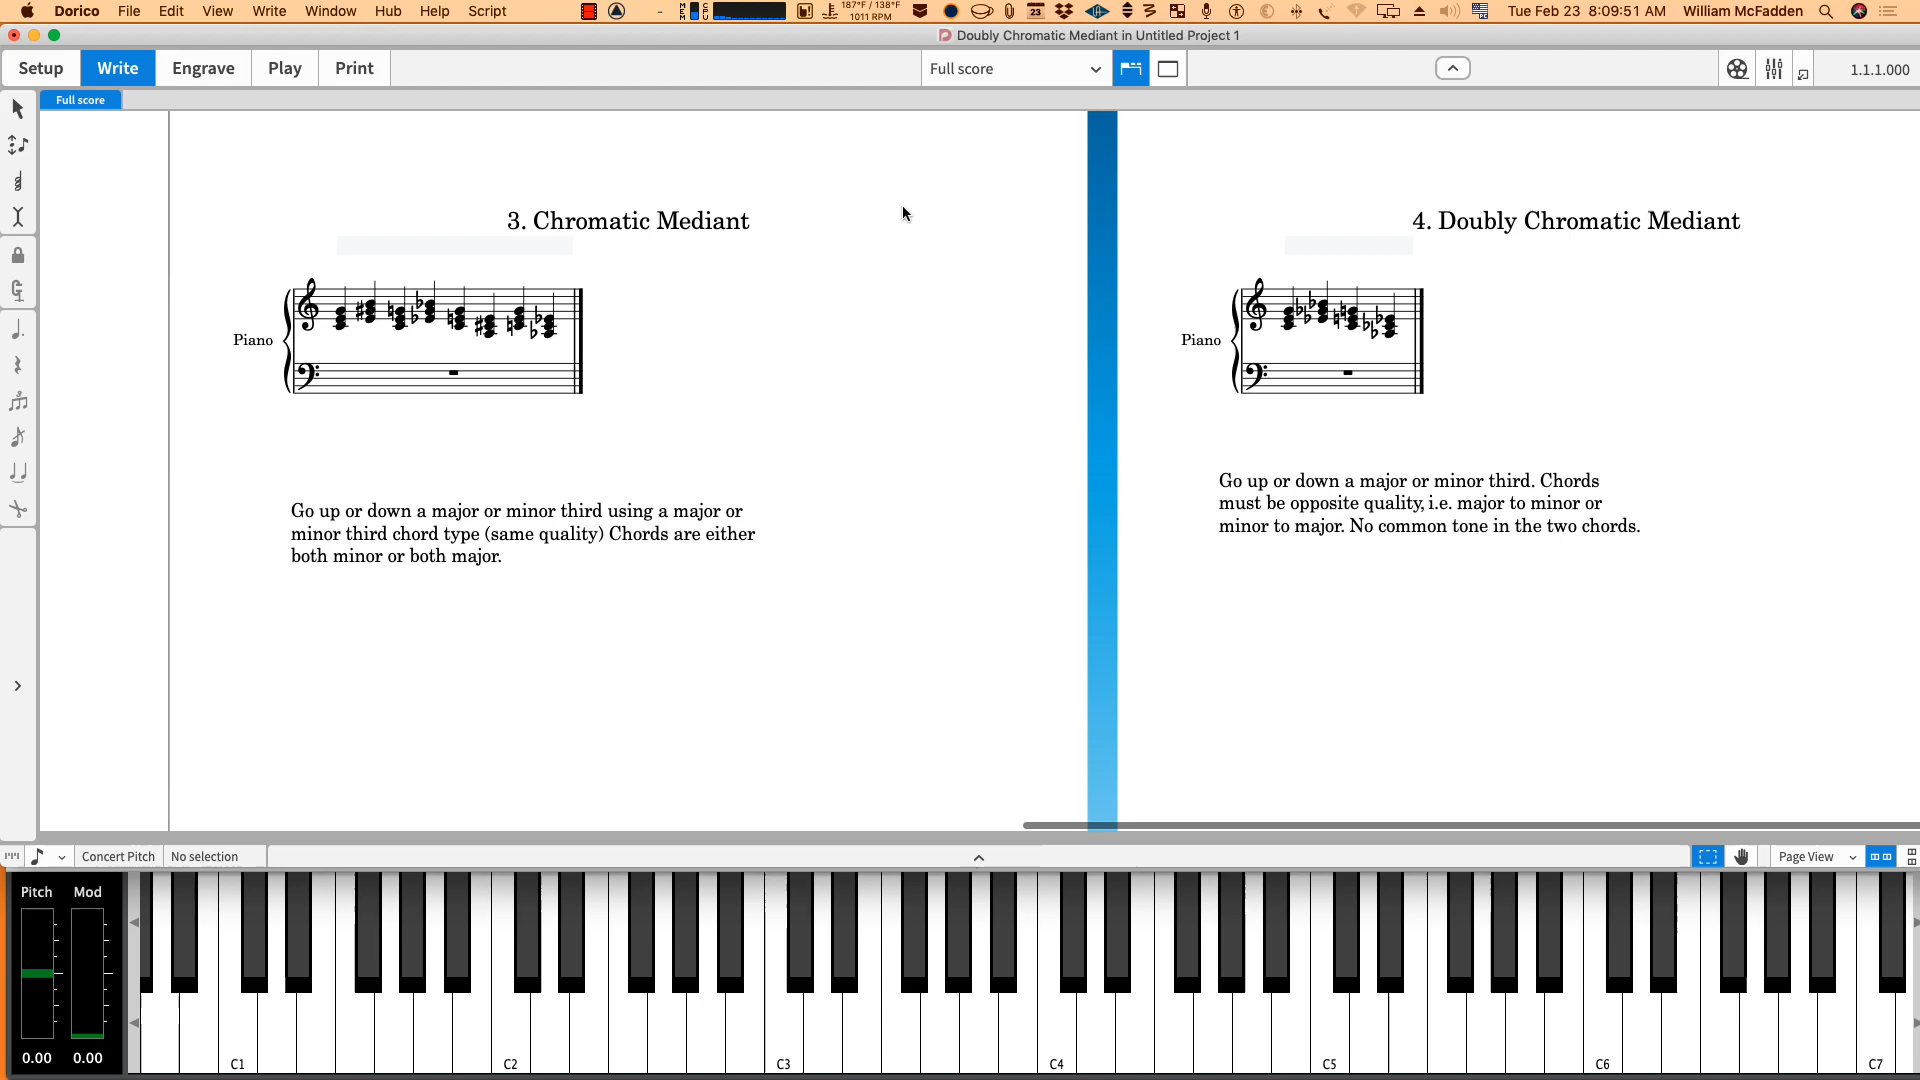 Dorico File Edit View Write Window Hub Help Script
187°F / 138°F
1011 RPM
23
Tue Feb 23 8:09:51 AM William McFadden
Doubly Chromatic Mediant in Untitled Project 1
Setup Write Engrave Play Print
Full score
1.1.1.000
Full score
3. Chromatic Mediant
4. Doubly Chromatic Mediant
Piano
Piano
Go up or down a major or minor third using a major or
minor third chord type (same quality) Chords are either
both minor or both major.
Go up or down a major or minor third. Chords
must be opposite quality, i.e. major to minor or
minor to major. No common tone in the two chords.
Concert Pitch No selection
Page View
Pitch Mod
0.00 0.00
C1 C2 C3 C4 C5 C6 C7